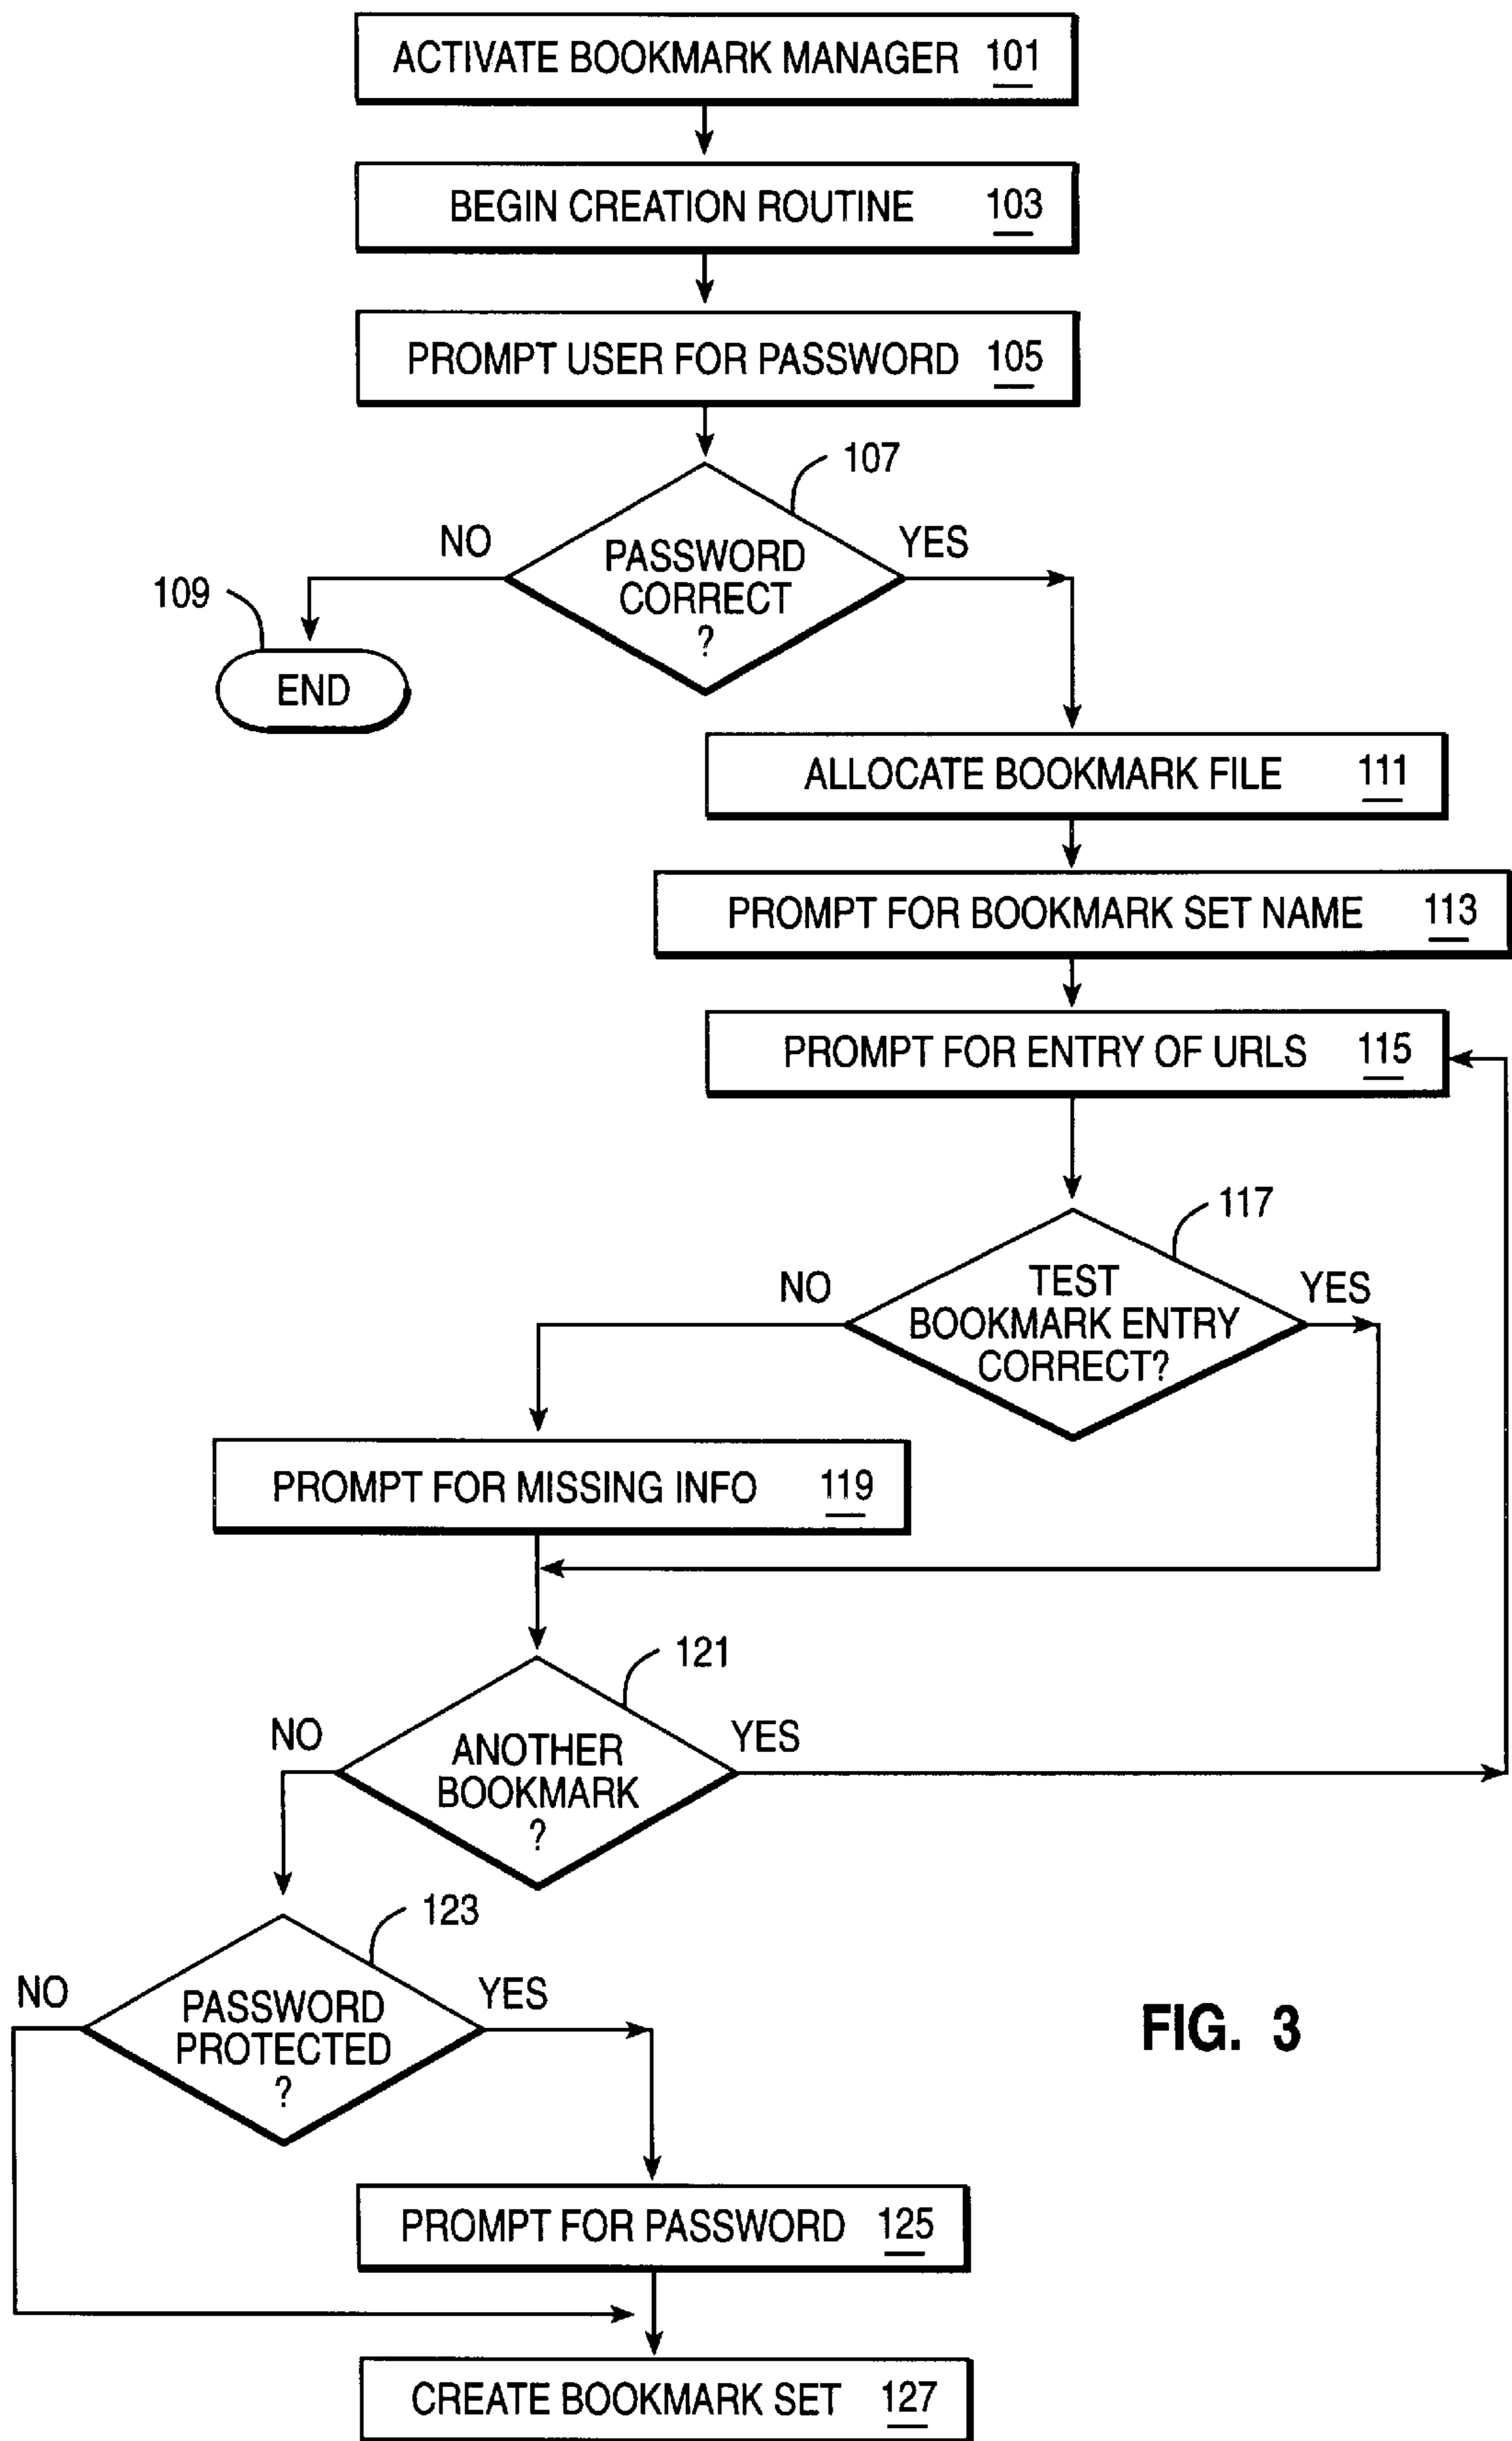 ACTIVATE BOOKMARK MANAGER 101
BEGIN CREATION ROUTINE 103
PROMPT USER FOR PASSWORD 105
107
NO
YES
PASSWORD
CORRECT
?
109
END
ALLOCATE BOOKMARK FILE 111
PROMPT FOR BOOKMARK SET NAME 113
PROMPT FOR ENTRY OF URLS 115
117
NO
YES
TEST
BOOKMARK ENTRY
CORRECT?
PROMPT FOR MISSING INFO 119
121
NO
YES
ANOTHER
BOOKMARK
?
123
NO
YES
PASSWORD
PROTECTED
?
FIG. 3
PROMPT FOR PASSWORD 125
CREATE BOOKMARK SET 127